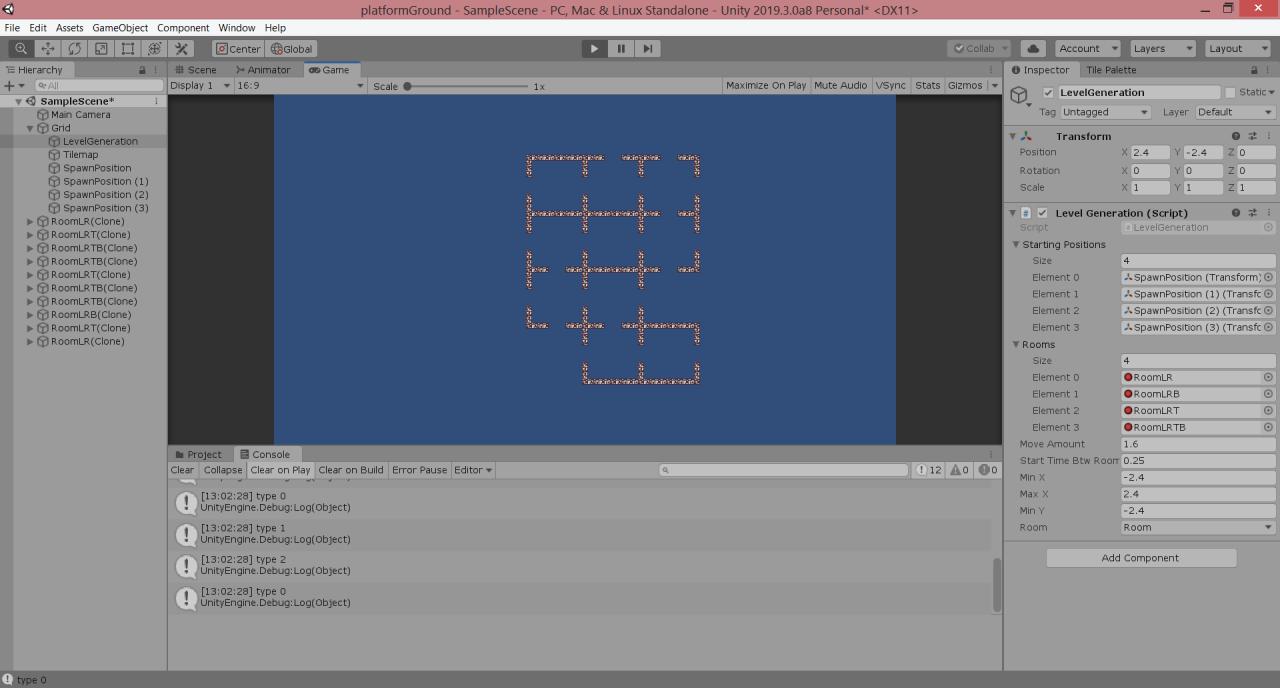 platformGround - SampleScene - PC, Mac & Linux Standalone - Unity 2019.3.0a8 Personal* <DX11>
File Edit Assets GameObject Component Window Help
Center Global Collab Account Layers Layout
Hierarchy
All
SampleScene*
Main Camera
Grid
LevelGeneration
Tilemap
SpawnPosition
SpawnPosition (1)
SpawnPosition (2)
SpawnPosition (3)
RoomLR(Clone)
RoomLRT(Clone)
RoomLRTB(Clone)
RoomLRTB(Clone)
RoomLRT(Clone)
RoomLRTB(Clone)
RoomLRTB(Clone)
RoomLRB(Clone)
RoomLRT(Clone)
RoomLR(Clone)
Scene Animator Game
Display 1 16:9 Scale 1x Maximize On Play Mute Audio VSync Stats Gizmos
Project Console
Clear Collapse Clear on Play Clear on Build Error Pause Editor 12 0 0
[13:02:28] type 0
UnityEngine.Debug:Log(Object)
[13:02:28] type 1
UnityEngine.Debug:Log(Object)
[13:02:28] type 2
UnityEngine.Debug:Log(Object)
[13:02:28] type 0
UnityEngine.Debug:Log(Object)
Inspector Tile Palette
LevelGeneration Static
Tag Untagged Layer Default
Transform
Position X 2.4 Y -2.4 Z 0
Rotation X 0 Y 0 Z 0
Scale X 1 Y 1 Z 1
Level Generation (Script)
Script LevelGeneration
Starting Positions
Size 4
Element 0 SpawnPosition (Transform)
Element 1 SpawnPosition (1) (Transfo
Element 2 SpawnPosition (2) (Transfo
Element 3 SpawnPosition (3) (Transfo
Rooms
Size 4
Element 0 RoomLR
Element 1 RoomLRB
Element 2 RoomLRT
Element 3 RoomLRTB
Move Amount 1.6
Start Time Btw Room 0.25
Min X -2.4
Max X 2.4
Min Y -2.4
Room Room
Add Component
type 0